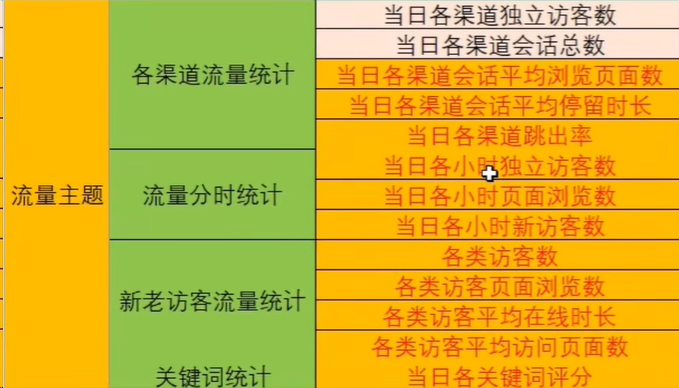 流量主题
各渠道流量统计
当日各渠道独立访客数
当日各渠道会话总数
当日各渠道会话平均浏览页面数
当日各渠道会话平均停留时长
当日各渠道跳出率
流量分时统计
当日各小时独立访客数
当日各小时页面浏览数
当日各小时新访客数
新老访客流量统计
各类访客数
各类访客页面浏览数
各类访客平均在线时长
各类访客平均访问页面数
关键词统计
当日各关键词评分